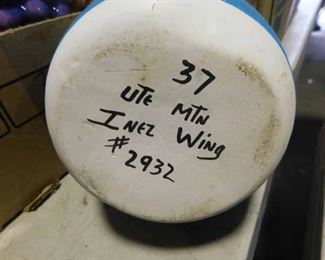 37
UTE MTN
INEZ WING
#2932